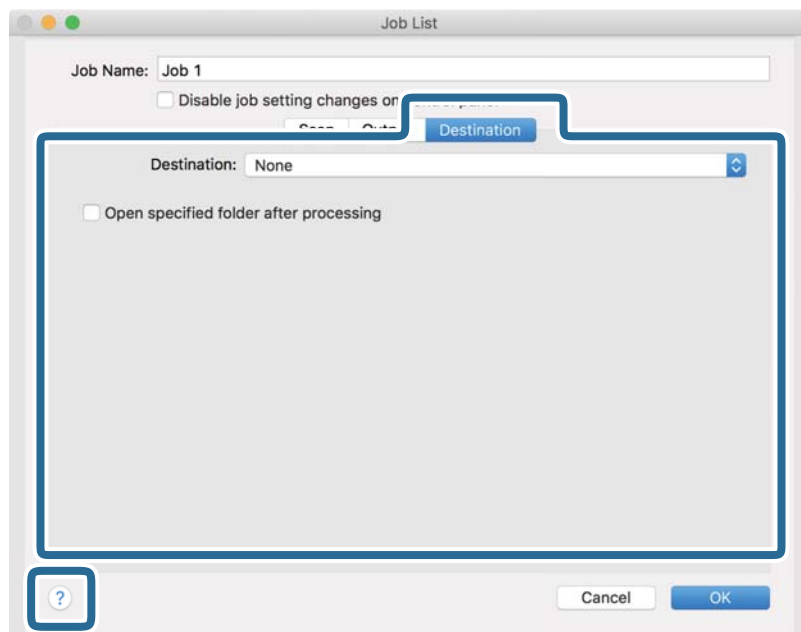 Job List
Job Name: Job 1
Disable job setting changes on
Destination
Destination: None
Open specified folder after processing
?
Cancel OK